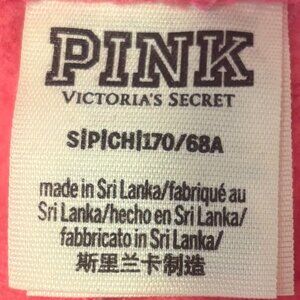 PINK
VICTORIA'S SECRET
S|P|CH|170/68A
made in Sri Lanka/fabriqué au
Sri Lanka/hecho en Sri Lanka/
fabbricato in Sri Lanka/
斯里兰卡制造